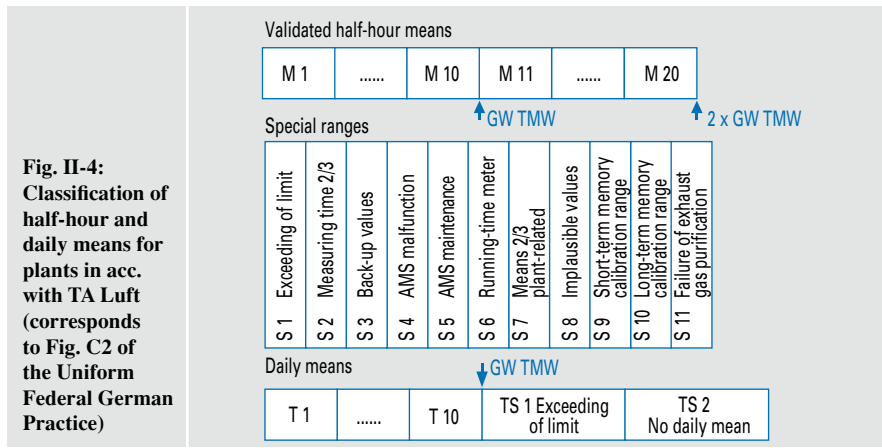 Fig. II-4:
Classification of
half-hour and
daily means for
plants in acc.
with TA Luft
(corresponds
to Fig. C2 of
the Uniform
Federal German
Practice)
Validated half-hour means
M 1 ...... M 10 M 11 ...... M 20
GW TMW 2 x GW TMW
Special ranges
S 1 Exceeding of limit
S 2 Measuring time 2/3
S 3 Back-up values
S 4 AMS malfunction
S 5 AMS maintenance
S 6 Running-time meter
S 7 Means 2/3
plant-related
S 8 Implausible values
S 9 Short-term memory
calibration range
S 10 Long-term memory
calibration range
S 11 Failure of exhaust
gas purification
Daily means
GW TMW
T 1 ...... T 10
TS 1 Exceeding
of limit
TS 2
No daily mean